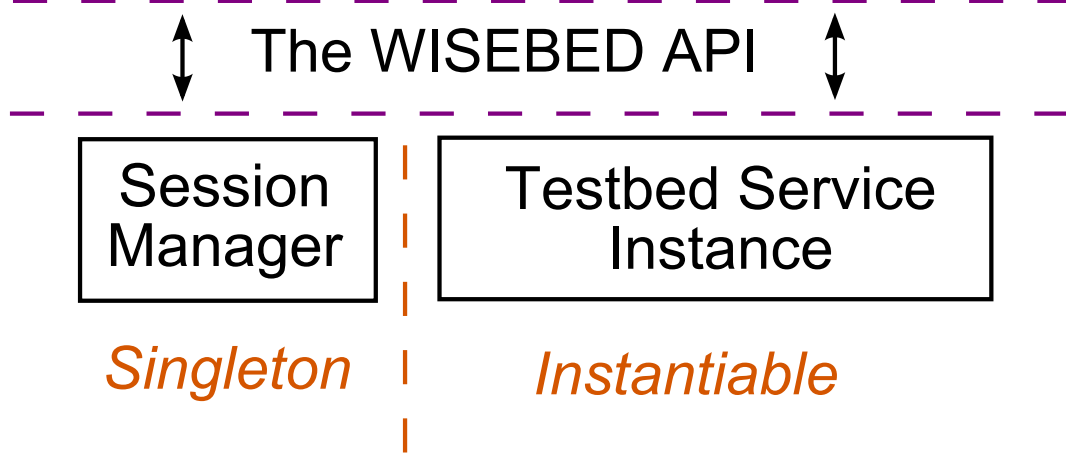 The WISEBED API
Session
Manager
Testbed Service
Instance
Singleton
Instantiable